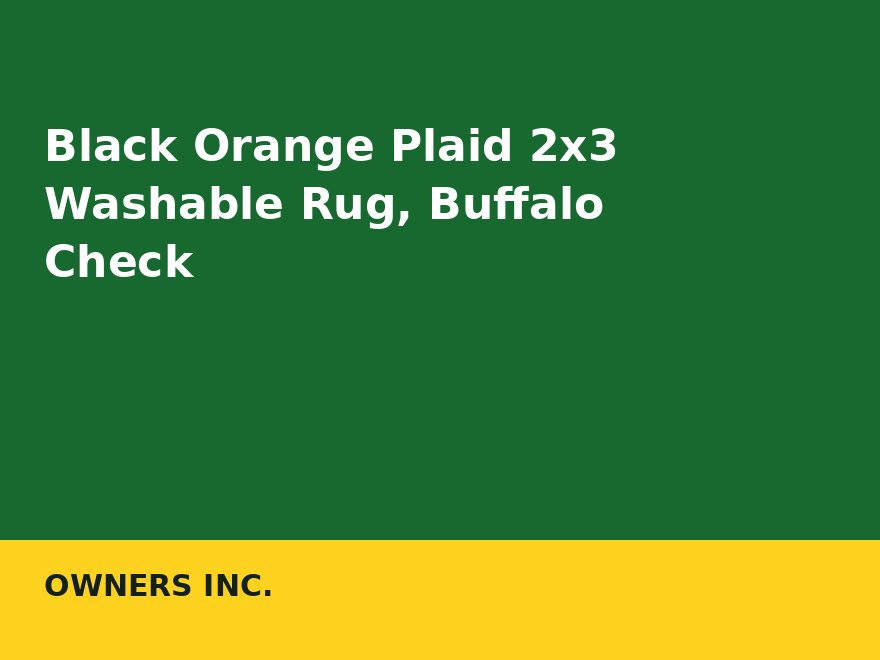 Black Orange Plaid 2x3
Washable Rug, Buffalo
Check
OWNERS INC.